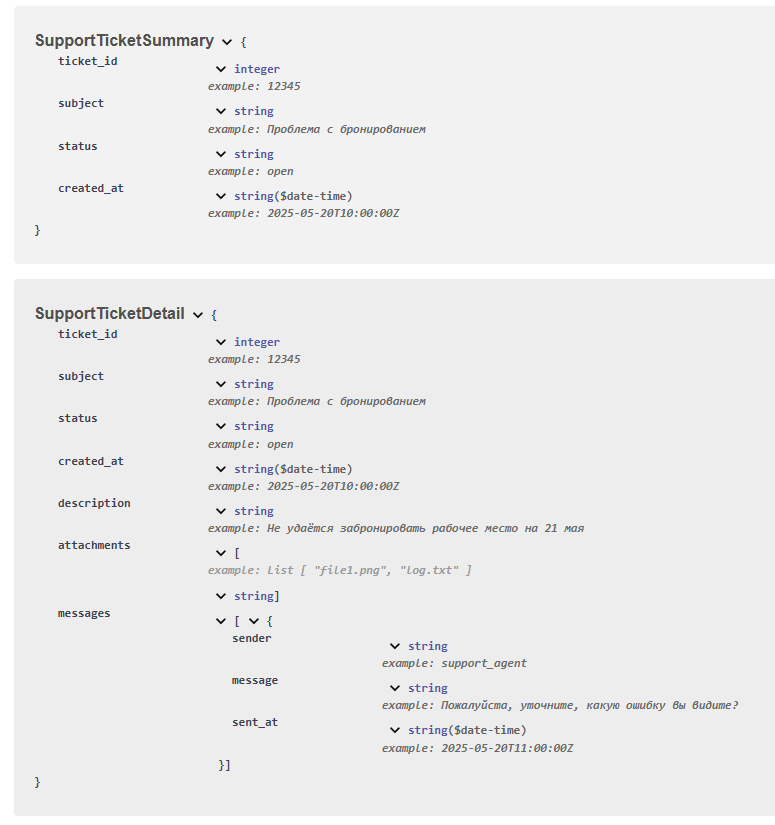 SupportTicketSummary {
ticket_id
integer
example: 12345
subject
string
example: Проблема с бронированием
status
string
example: open
created_at
string($date-time)
example: 2025-05-20T10:00:00Z
}
SupportTicketDetail {
ticket_id
integer
example: 12345
subject
string
example: Проблема с бронированием
status
string
example: open
created_at
string($date-time)
example: 2025-05-20T10:00:00Z
description
string
example: Не удаётся забронировать рабочее место на 21 мая
attachments
[
example: List [ "file1.png", "log.txt" ]
string]
messages
[ {
sender
string
example: support_agent
message
string
example: Пожалуйста, уточните, какую ошибку вы видите?
sent_at
string($date-time)
example: 2025-05-20T11:00:00Z
}]
}